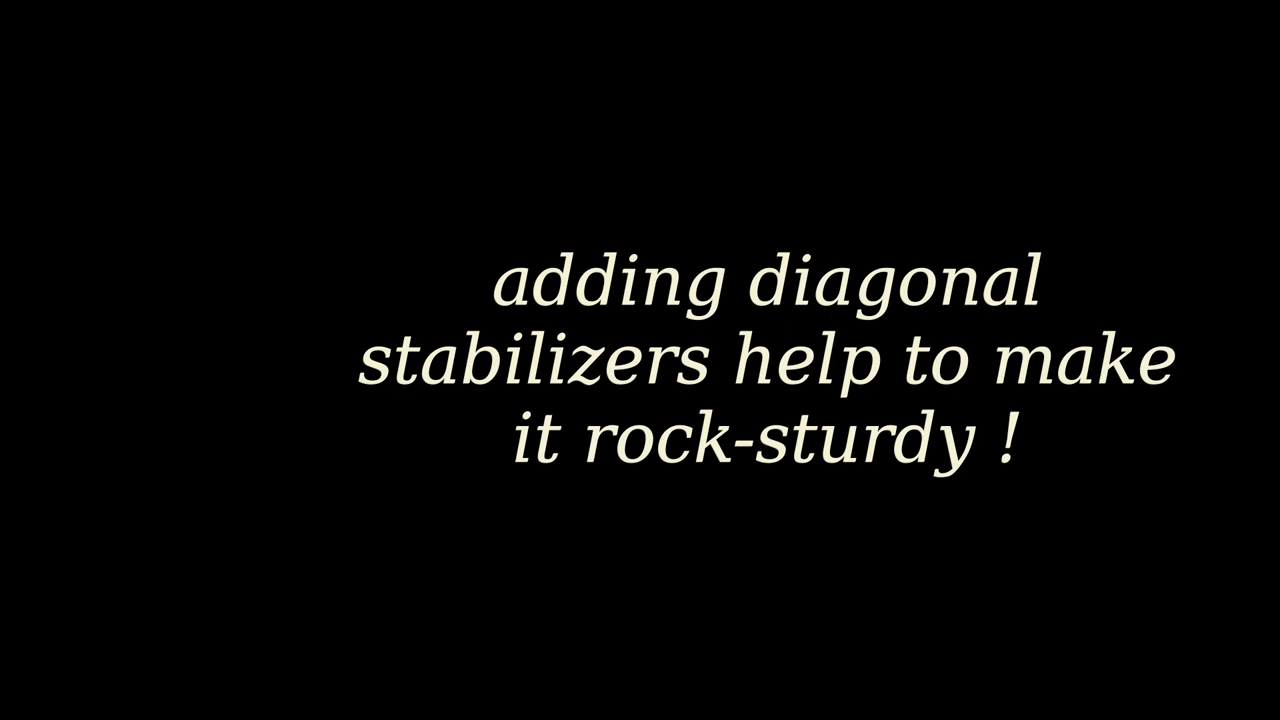 adding diagonal
stabilizers help to make
it rock-sturdy !